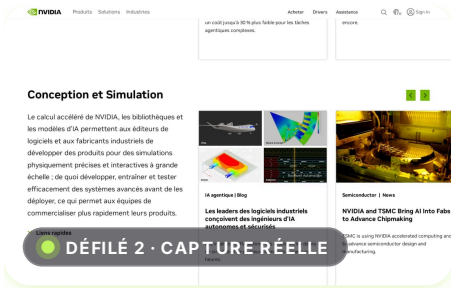 NVIDIA Produits Solutions Industries Acheter Drivers Assistance Sign In
un coût jusqu'à 30 % plus faible pour les tâches
agentiques complexes.
encore.
Conception et Simulation
Le calcul accéléré de NVIDIA, les bibliothèques et
les modèles d'IA permettent aux éditeurs de
logiciels et aux fabricants industriels de
développer des produits pour des simulations
physiquement précises et interactives à grande
échelle ; de quoi développer, entraîner et tester
efficacement des systèmes avancés avant de les
déployer, ce qui permet aux équipes de
commercialiser plus rapidement leurs produits.
Liens rapides
IA agentique | Blog
Les leaders des logiciels industriels
conçoivent des ingénieurs d'IA
autonomes et sécurisés
heures.
Semiconductor | News
NVIDIA and TSMC Bring AI Into Fabs
to Advance Chipmaking
TSMC is using NVIDIA accelerated computing and
to advance semiconductor design and
manufacturing.
DÉFILÉ 2 · CAPTURE RÉELLE